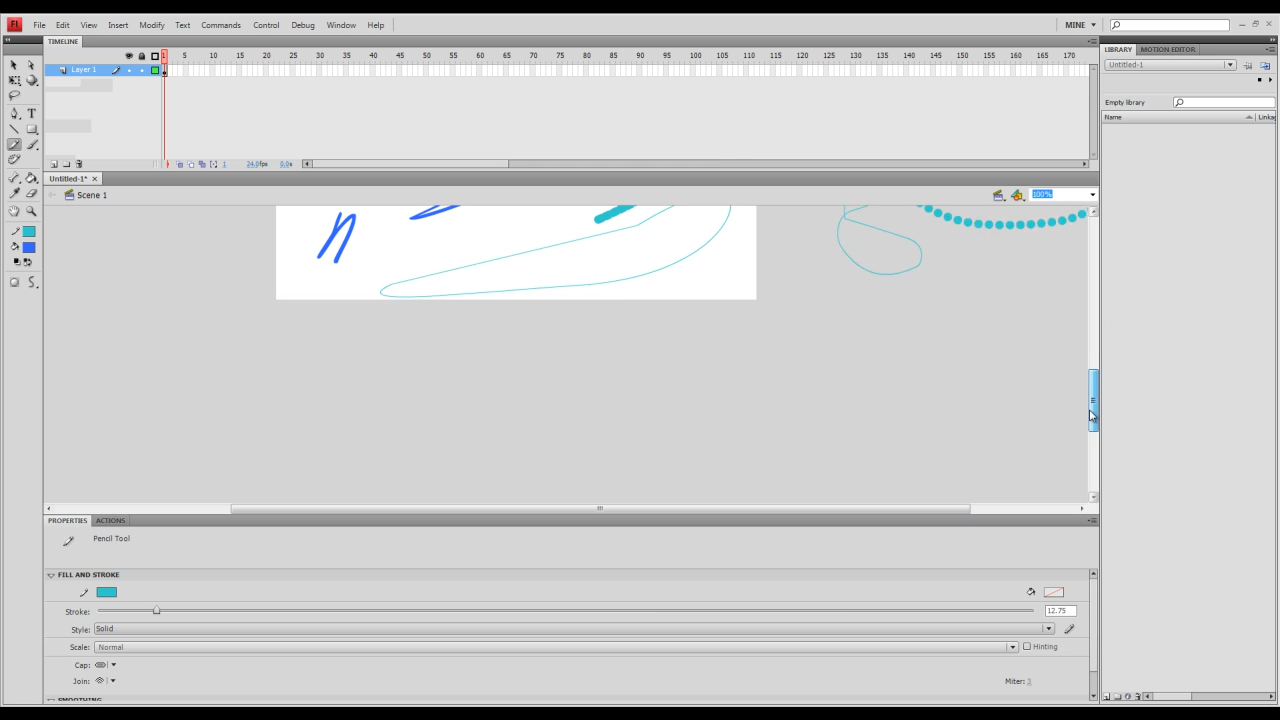 FL File Edit View Insert Modify Text Commands Control Debug Window Help MINE
TIMELINE
LIBRARY MOTION EDITOR
1 5 10 15 20 25 30 35 40 45 50 55 60 65 70 75 80 85 90 95 100 105 110 115 120 125 130 135 140 145 150 155 160 165 170
Untitled-1
Layer 1
Empty library
Name Linkag
1 24.0fps 0.0s
Untitled-1*
Scene 1 100%
n
PROPERTIES ACTIONS
Pencil Tool
FILL AND STROKE
Stroke: 12.75
Style: Solid
Scale: Normal Hinting
Cap:
Join: Miter: 3
SMOOTHING